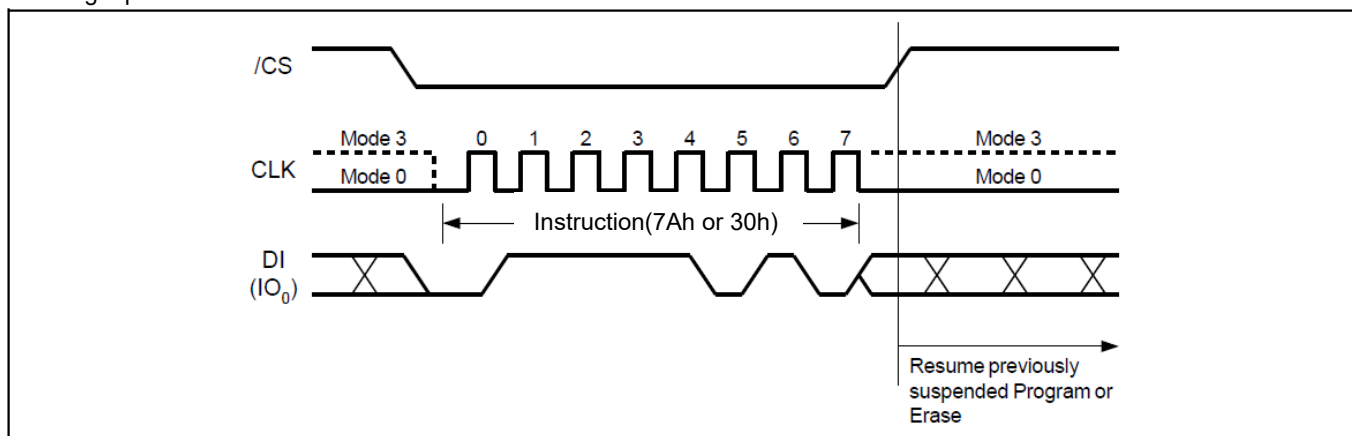 /CS
Mode 3 0 1 2 3 4 5 6 7 Mode 3
CLK
Mode 0 Mode 0
Instruction(7Ah or 30h)
DI
(IO₀)
Resume previously
suspended Program or
Erase